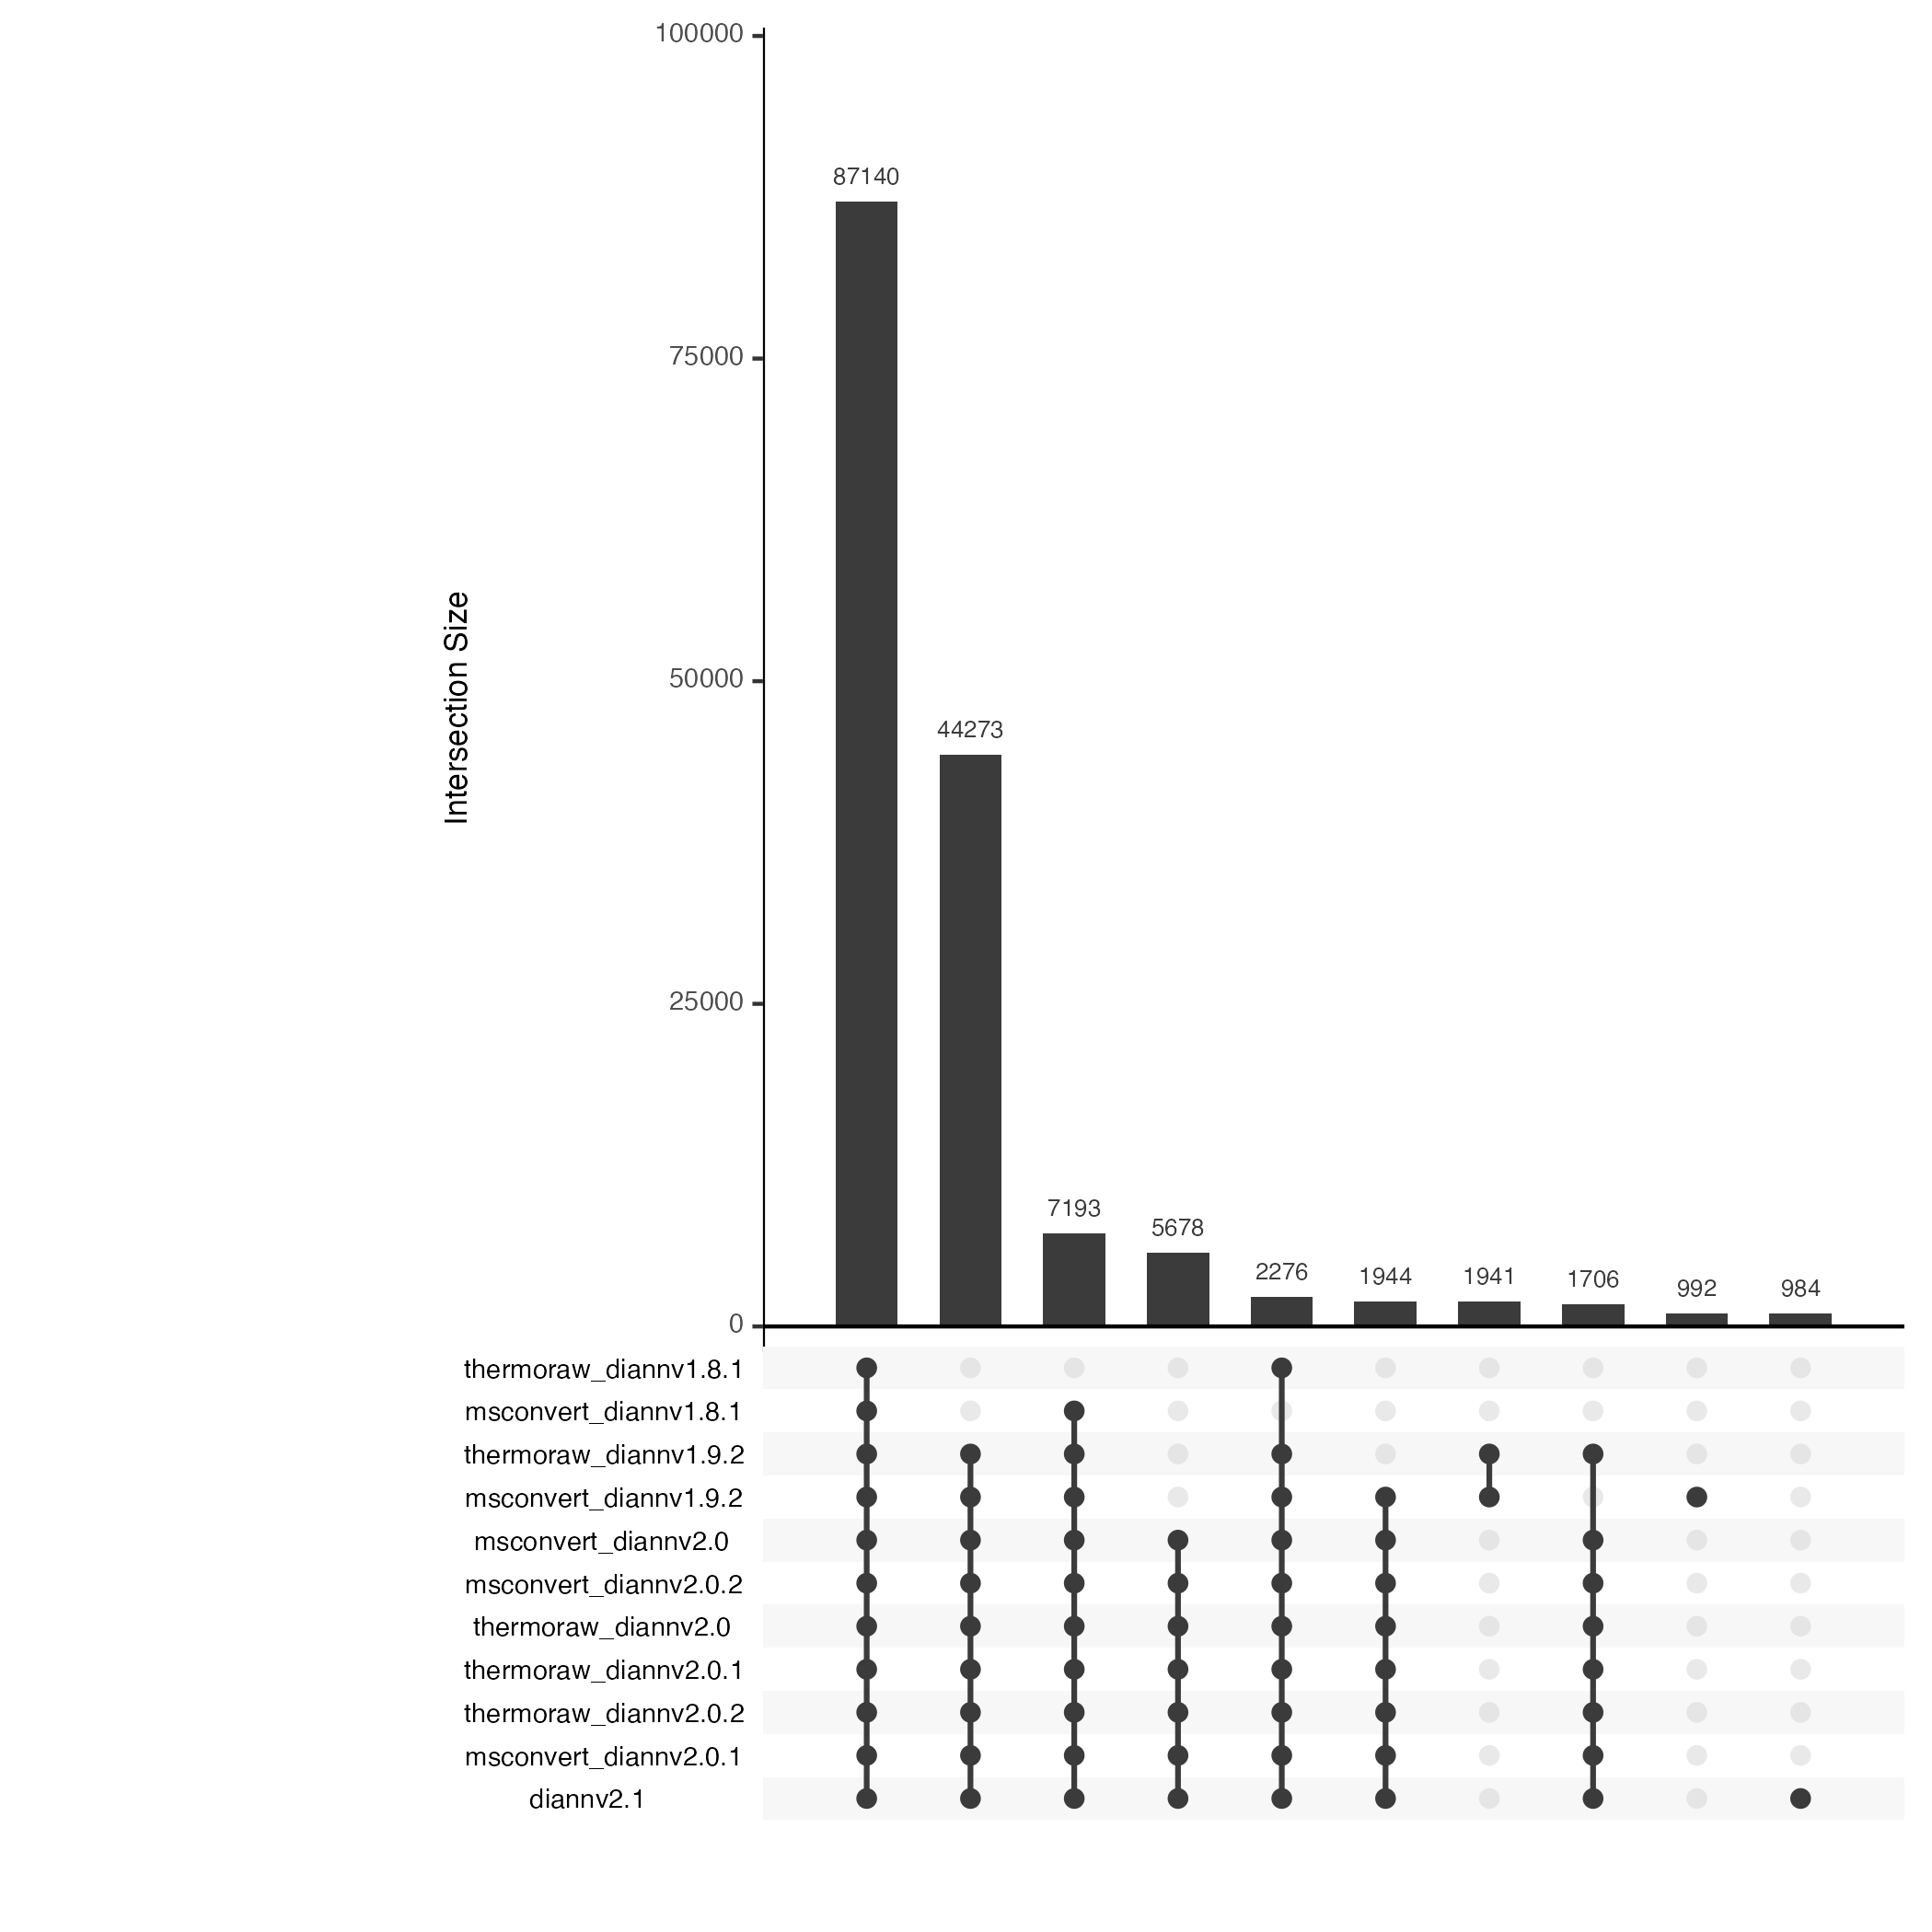 100000
75000
50000
25000
0
Intersection Size
87140
44273
7193
5678
2276
1944
1941
1706
992
984
thermoraw_diannv1.8.1
msconvert_diannv1.8.1
thermoraw_diannv1.9.2
msconvert_diannv1.9.2
msconvert_diannv2.0
msconvert_diannv2.0.2
thermoraw_diannv2.0
thermoraw_diannv2.0.1
thermoraw_diannv2.0.2
msconvert_diannv2.0.1
diannv2.1